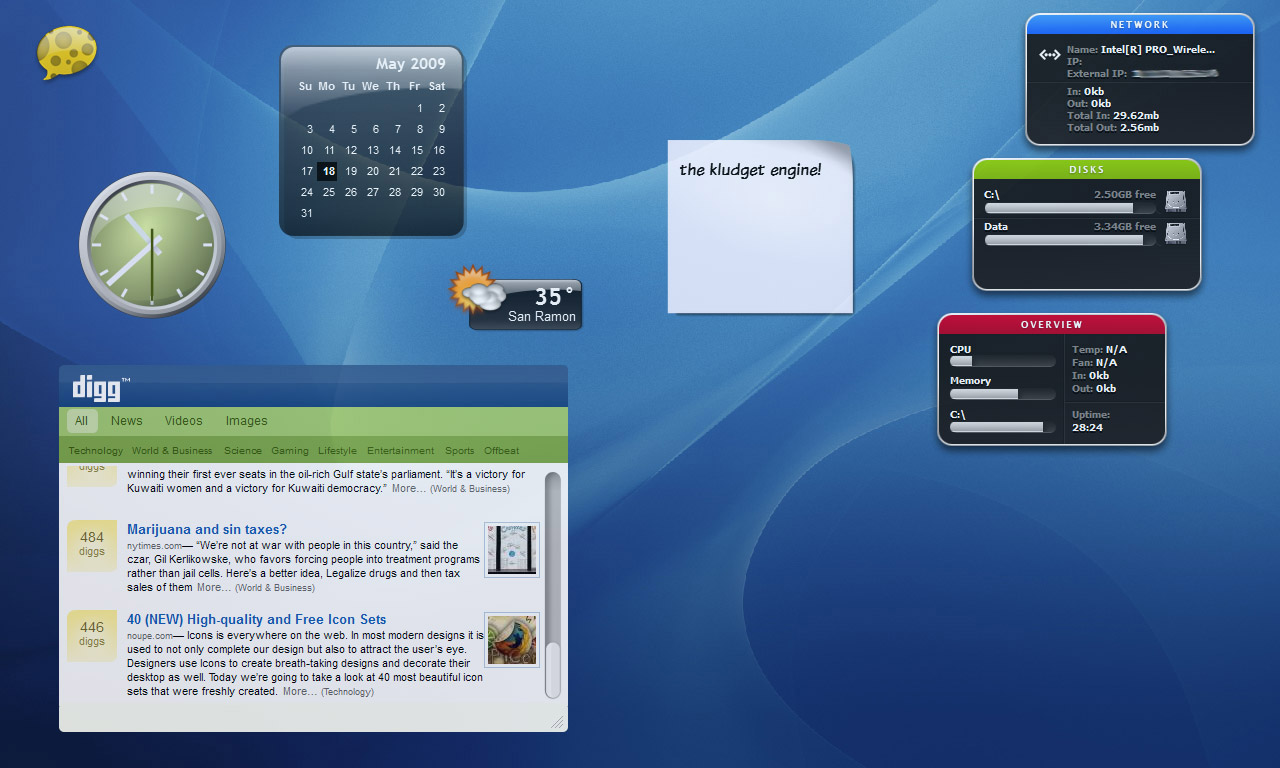 May 2009
Su Mo Tu We Th Fr Sat
1 2
3 4 5 6 7 8 9
10 11 12 13 14 15 16
17 18 19 20 21 22 23
24 25 26 27 28 29 30
31
35°
San Ramon
the kludget engine!
NETWORK
Name: Intel[R] PRO_Wirele...
IP:
External IP:
In: 0kb
Out: 0kb
Total In: 29.62mb
Total Out: 2.56mb
DISKS
C:\ 2.50GB free
Data 3.34GB free
OVERVIEW
CPU
Memory
C:\
Temp: N/A
Fan: N/A
In: 0kb
Out: 0kb
Uptime:
28:24
digg™
All News Videos Images
Technology World & Business Science Gaming Lifestyle Entertainment Sports Offbeat
diggs
winning their first ever seats in the oil-rich Gulf state's parliament. “It's a victory for
Kuwaiti women and a victory for Kuwaiti democracy.” More... (World & Business)
484
diggs
Marijuana and sin taxes?
nytimes.com— “We're not at war with people in this country,” said the
czar, Gil Kerlikowske, who favors forcing people into treatment programs
rather than jail cells. Here's a better idea, Legalize drugs and then tax
sales of them More... (World & Business)
446
diggs
40 (NEW) High-quality and Free Icon Sets
noupe.com— Icons is everywhere on the web. In most modern designs it is
used to not only complete our design but also to attract the user's eye.
Designers use Icons to create breath-taking designs and decorate their
desktop as well. Today we're going to take a look at 40 most beautiful icon
sets that were freshly created. More... (Technology)